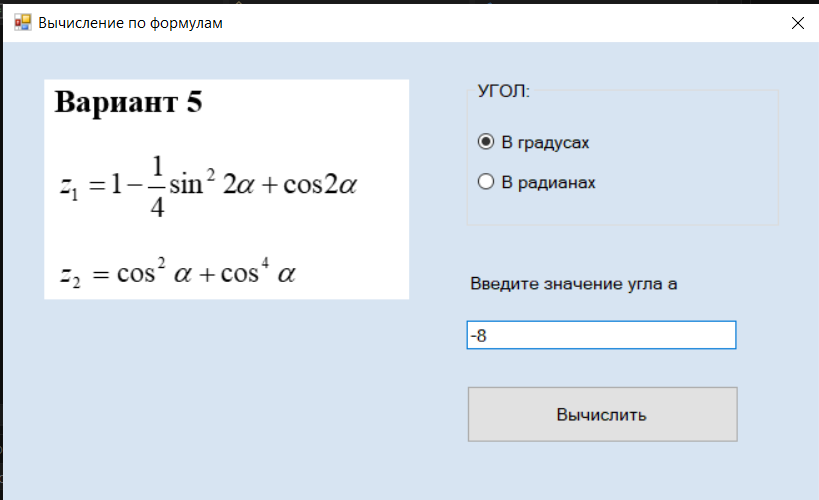 Вычисление по формулам
Вариант 5
z₁ = 1 − 1/4 sin² 2α + cos2α
z₂ = cos² α + cos⁴ α
УГОЛ:
В градусах
В радианах
Введите значение угла а
-8
Вычислить